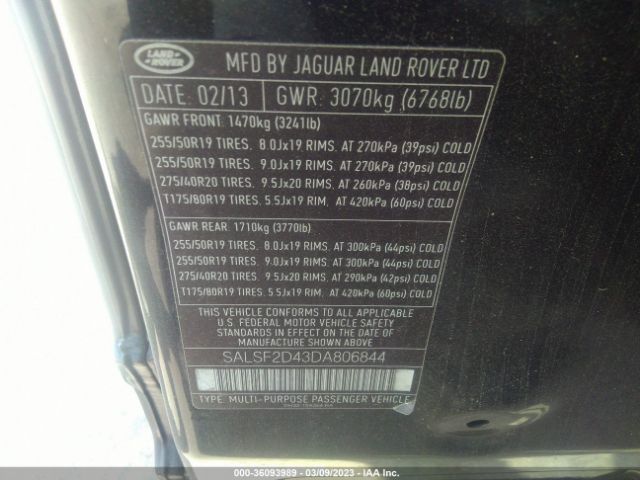 LAND ROVER
MFD BY JAGUAR LAND ROVER LTD
DATE: 02/13 GWR: 3070kg (6768lb)
GAWR FRONT: 1470kg (3241lb)
255/50R19 TIRES. 8.0Jx19 RIMS. AT 270kPa (39psi) COLD
255/50R19 TIRES. 9.0Jx19 RIMS. AT 270kPa (39psi) COLD
275/40R20 TIRES. 9.5Jx20 RIMS. AT 260kPa (38psi) COLD
T175/80R19 TIRES. 5.5Jx19 RIM. AT 420kPa (60psi) COLD
GAWR REAR: 1710kg (3770lb)
255/50R19 TIRES. 8.0Jx19 RIMS. AT 300kPa (44psi) COLD
255/50R19 TIRES. 9.0Jx19 RIMS. AT 300kPa (44psi) COLD
275/40R20 TIRES. 9.5Jx20 RIMS. AT 290kPa (42psi) COLD
T175/80R19 TIRES. 5.5Jx19 RIM. AT 420kPa (60psi) COLD
THIS VEHICLE CONFORMS TO ALL APPLICABLE
U.S. FEDERAL MOTOR VEHICLE SAFETY
STANDARDS IN EFFECT ON THE DATE OF
MANUFACTURE SHOWN ABOVE.
SALSF2D43DA806844
TYPE: MULTI-PURPOSE PASSENGER VEHICLE
000-36093989 - 03/09/2023 - IAA Inc.